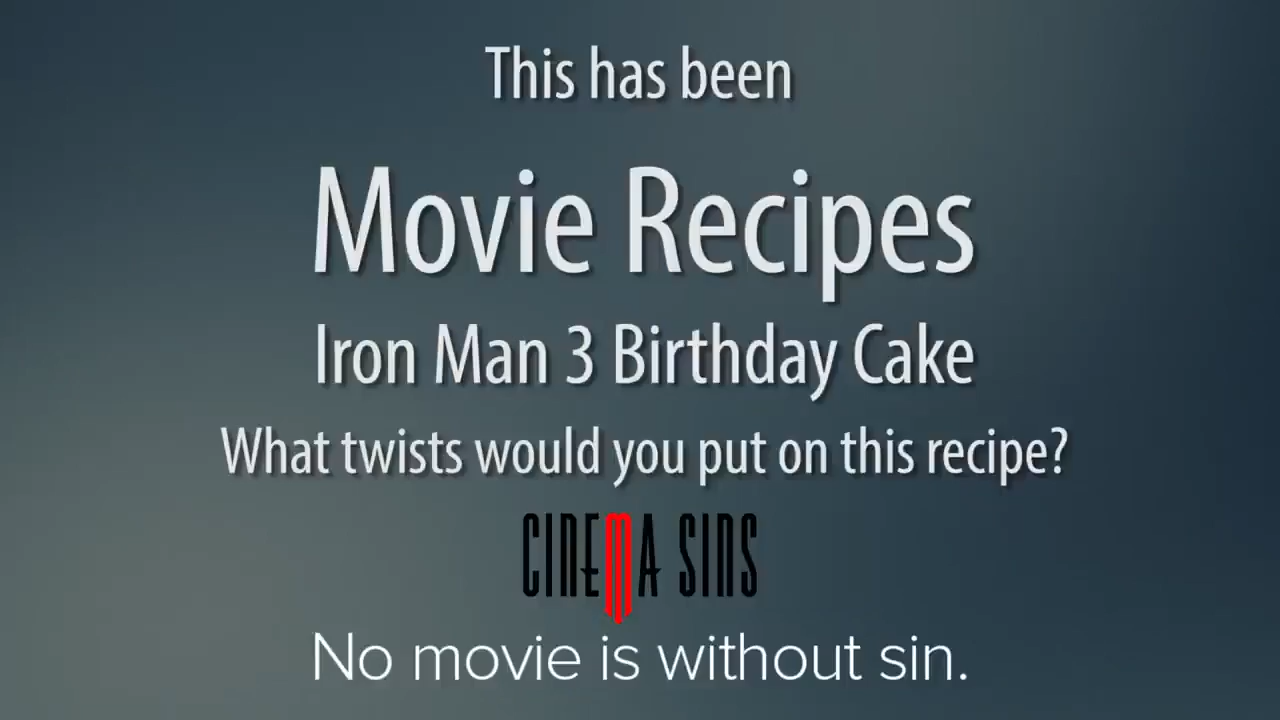 This has been
Movie Recipes
Iron Man 3 Birthday Cake
What twists would you put on this recipe?
CINEMA SINS
No movie is without sin.